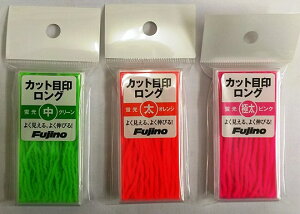 カット目印
ロング
蛍光 中 グリーン
よく見える、よく伸びる!
Fujino
カット目印
ロング
蛍光 太 オレンジ
よく見える、よく伸びる!
Fujino
カット目印
ロング
蛍光 極太 ピンク
よく見える、よく伸びる!
Fujino